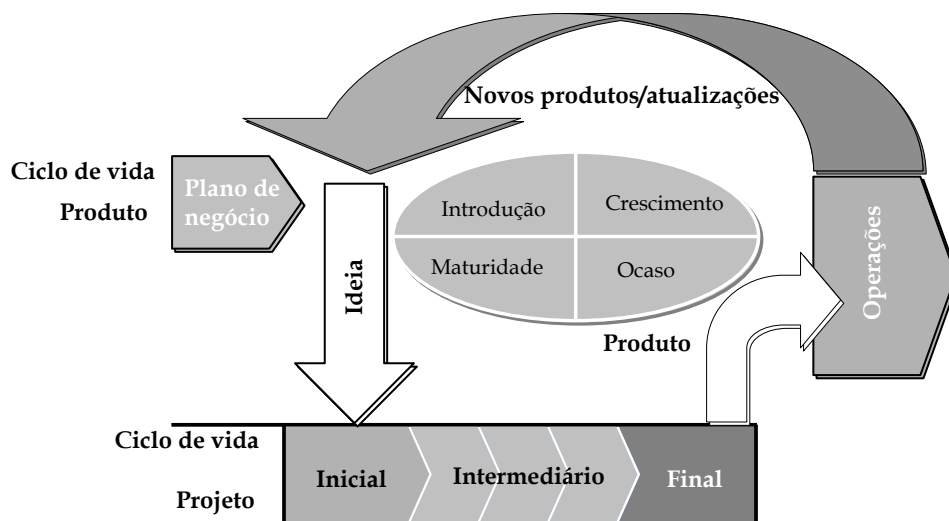 Novos produtos/atualizações
Ciclo de vida
Produto
Plano de
negócio
Introdução
Crescimento
Maturidade
Ocaso
Ideia
Operações
Produto
Ciclo de vida
Projeto
Inicial
Intermediário
Final